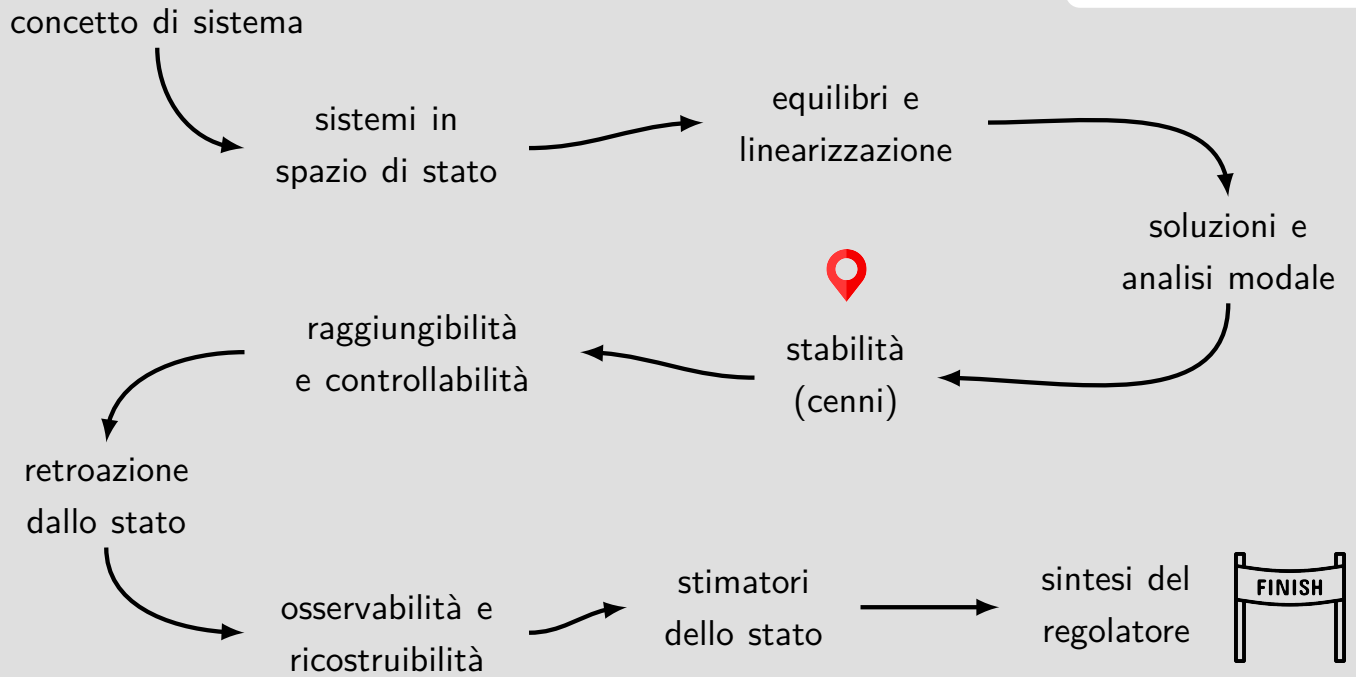 concetto di sistema
sistemi in
spazio di stato
equilibri e
linearizzazione
soluzioni e
analisi modale
stabilità
(cenni)
raggiungibilità
e controllabilità
retroazione
dallo stato
osservabilità e
ricostruibilità
stimatori
dello stato
sintesi del
regolatore
FINISH